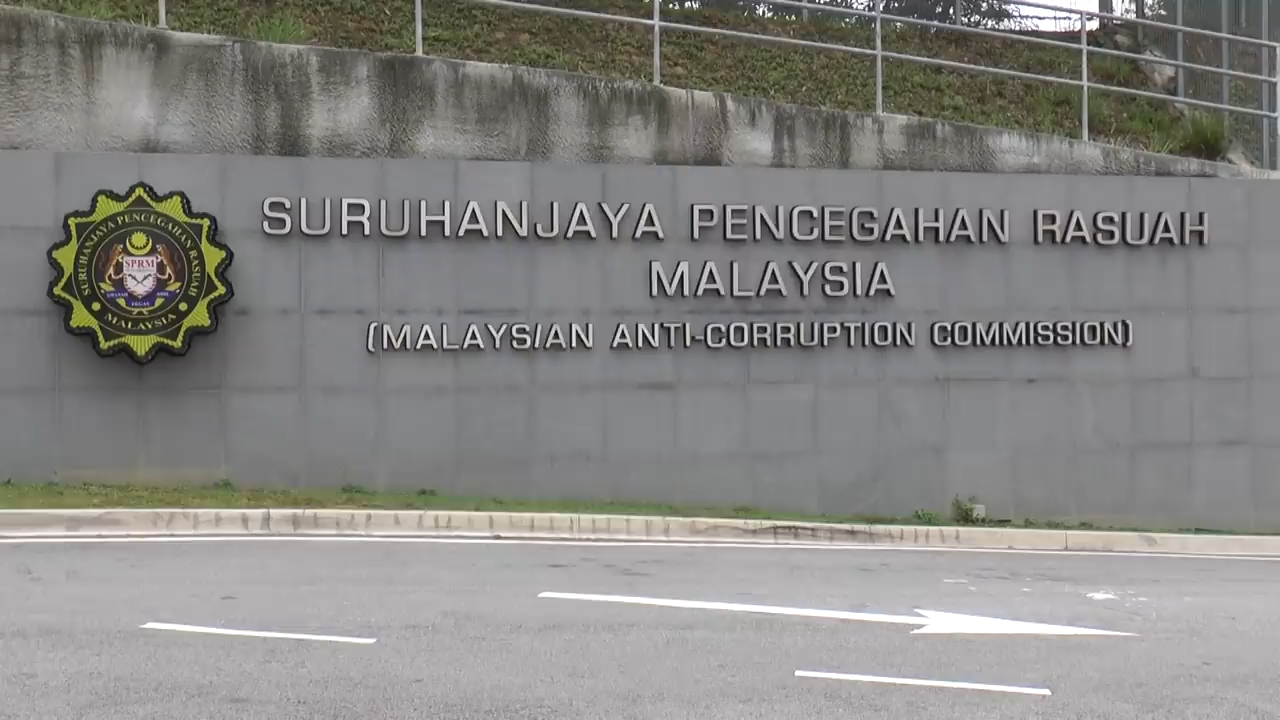 SURUHANJAYA PENCEGAHAN RASUAH
MALAYSIA
(MALAYSIAN ANTI-CORRUPTION COMMISSION)
SURUHANJAYA PENCEGAHAN RASUAH
SPRM
MALAYSIA